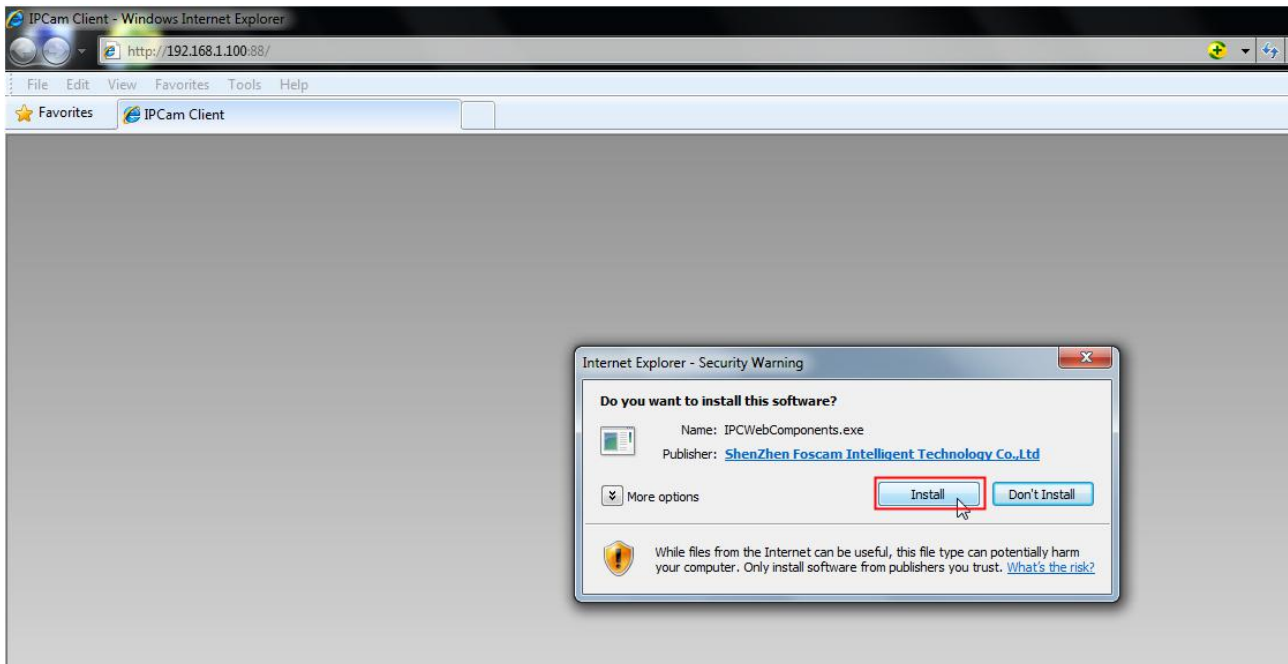 IPCam Client - Windows Internet Explorer
http://192.168.1.100:88/
File Edit View Favorites Tools Help
Favorites IPCam Client
Internet Explorer - Security Warning
Do you want to install this software?
Name: IPCWebComponents.exe
Publisher: ShenZhen Foscam Intelligent Technology Co.,Ltd
More options Install Don't Install
While files from the Internet can be useful, this file type can potentially harm
your computer. Only install software from publishers you trust. What's the risk?